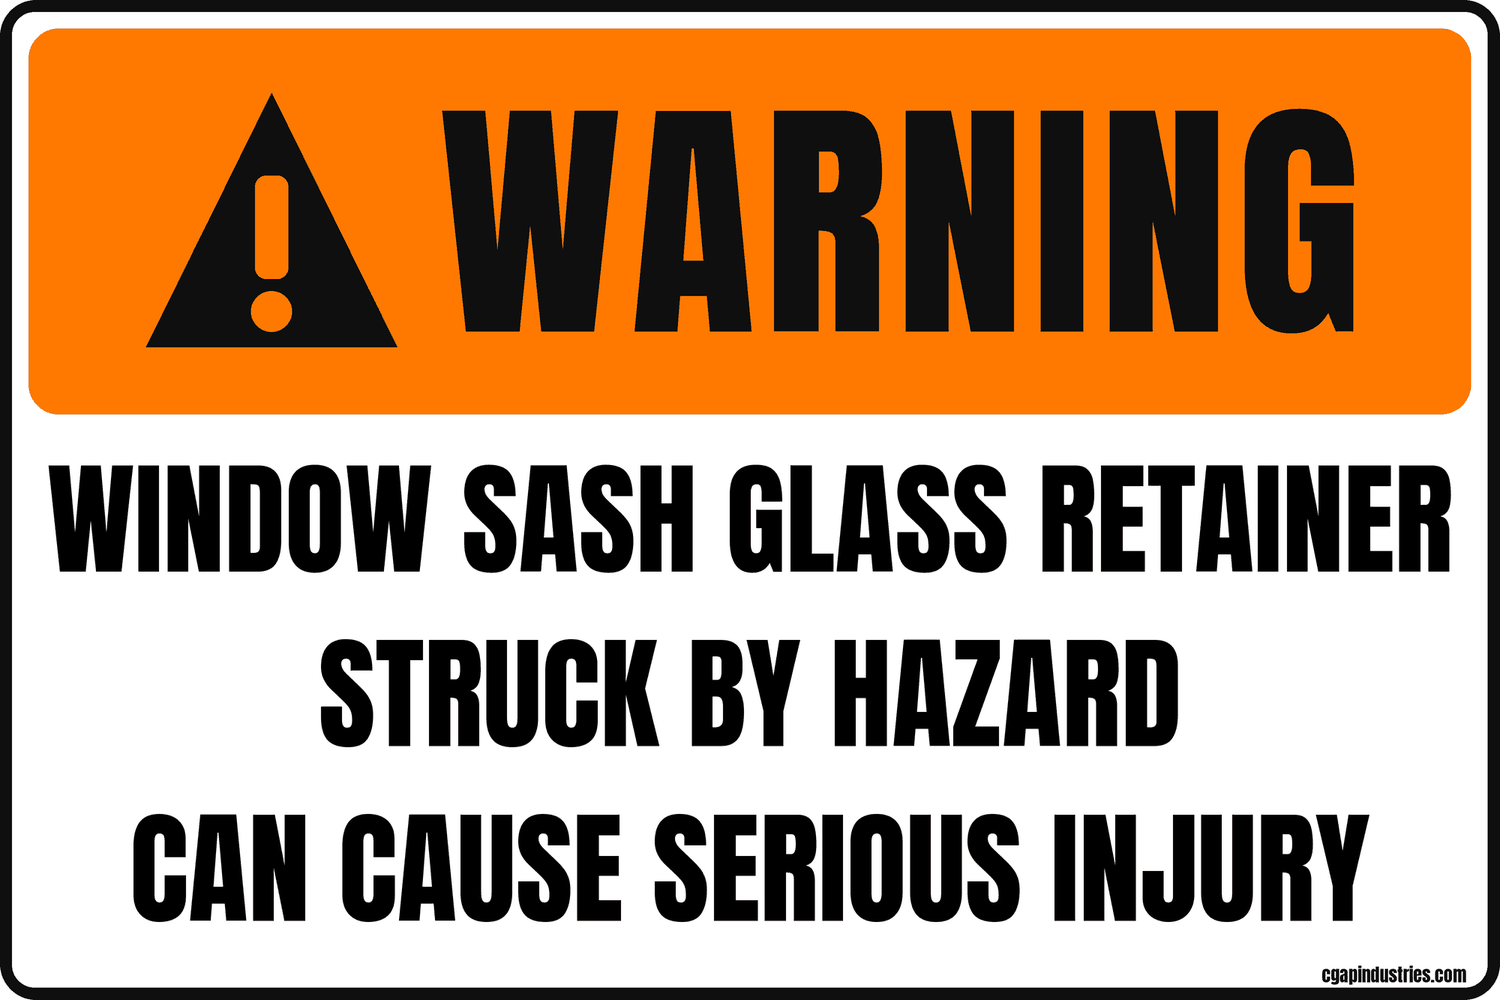 WARNING
WINDOW SASH GLASS RETAINER
STRUCK BY HAZARD
CAN CAUSE SERIOUS INJURY
cgapindustries.com